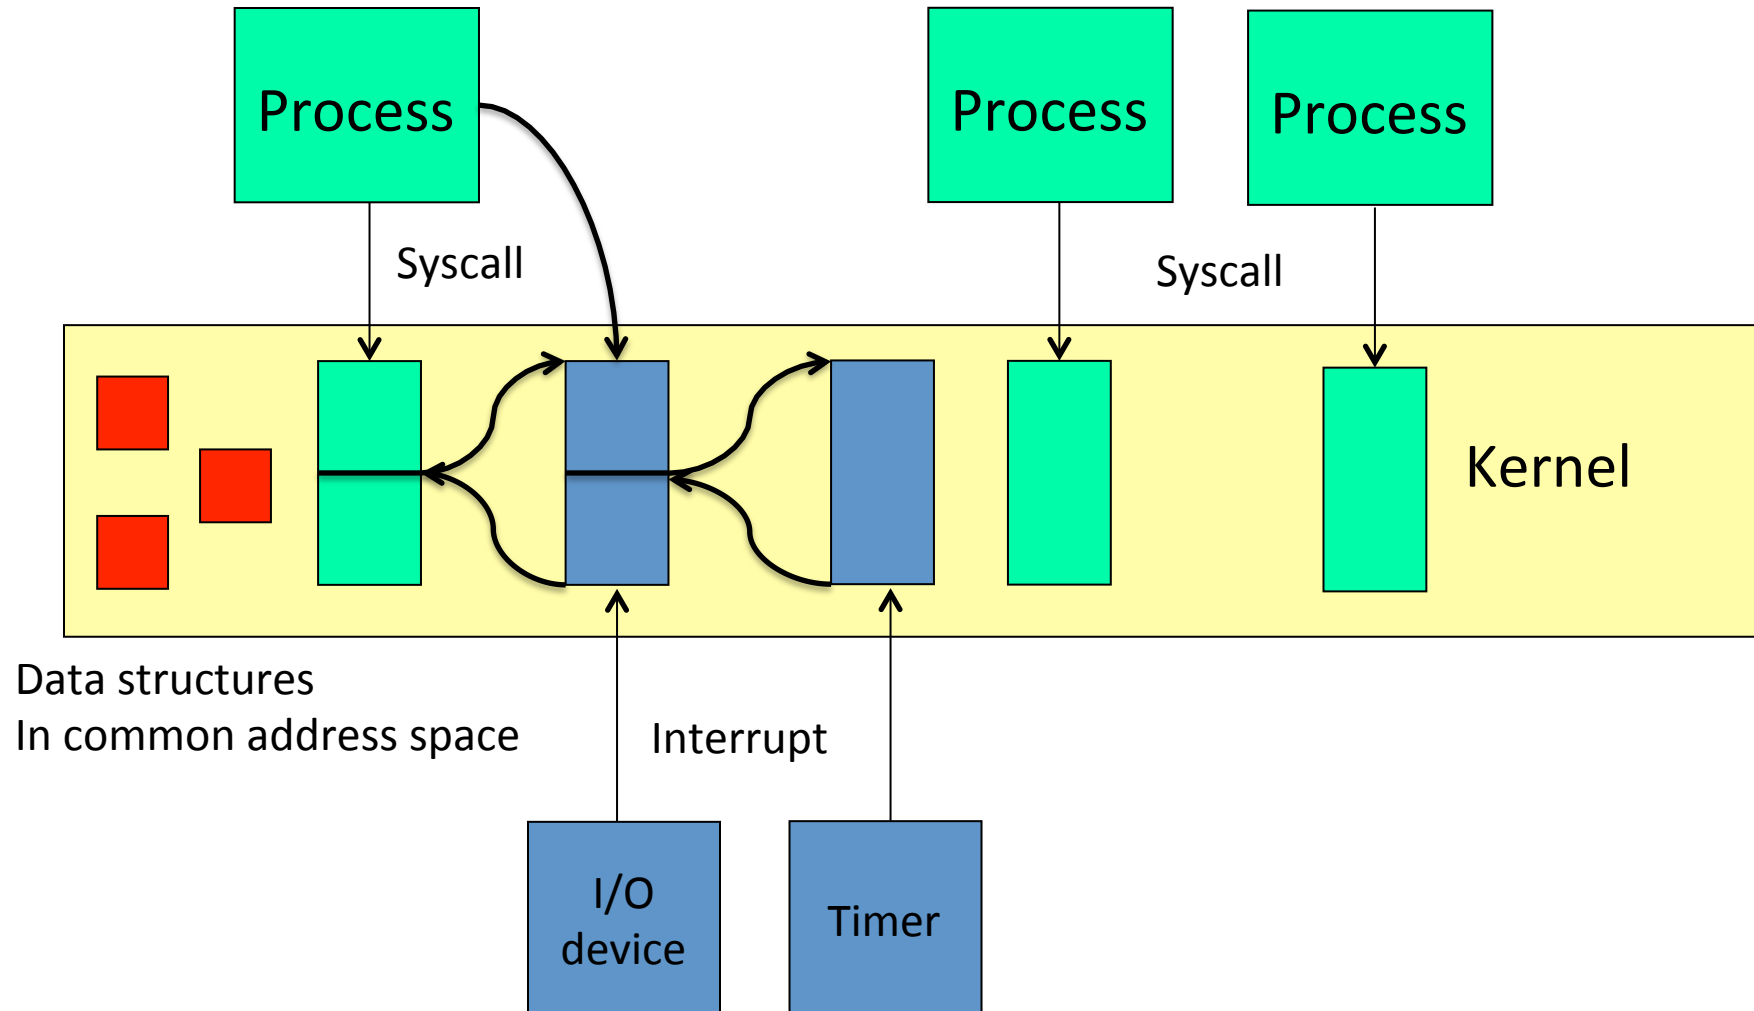 Process
Process
Process
Syscall
Syscall
Kernel
Data structures
In common address space
Interrupt
I/O
device
Timer